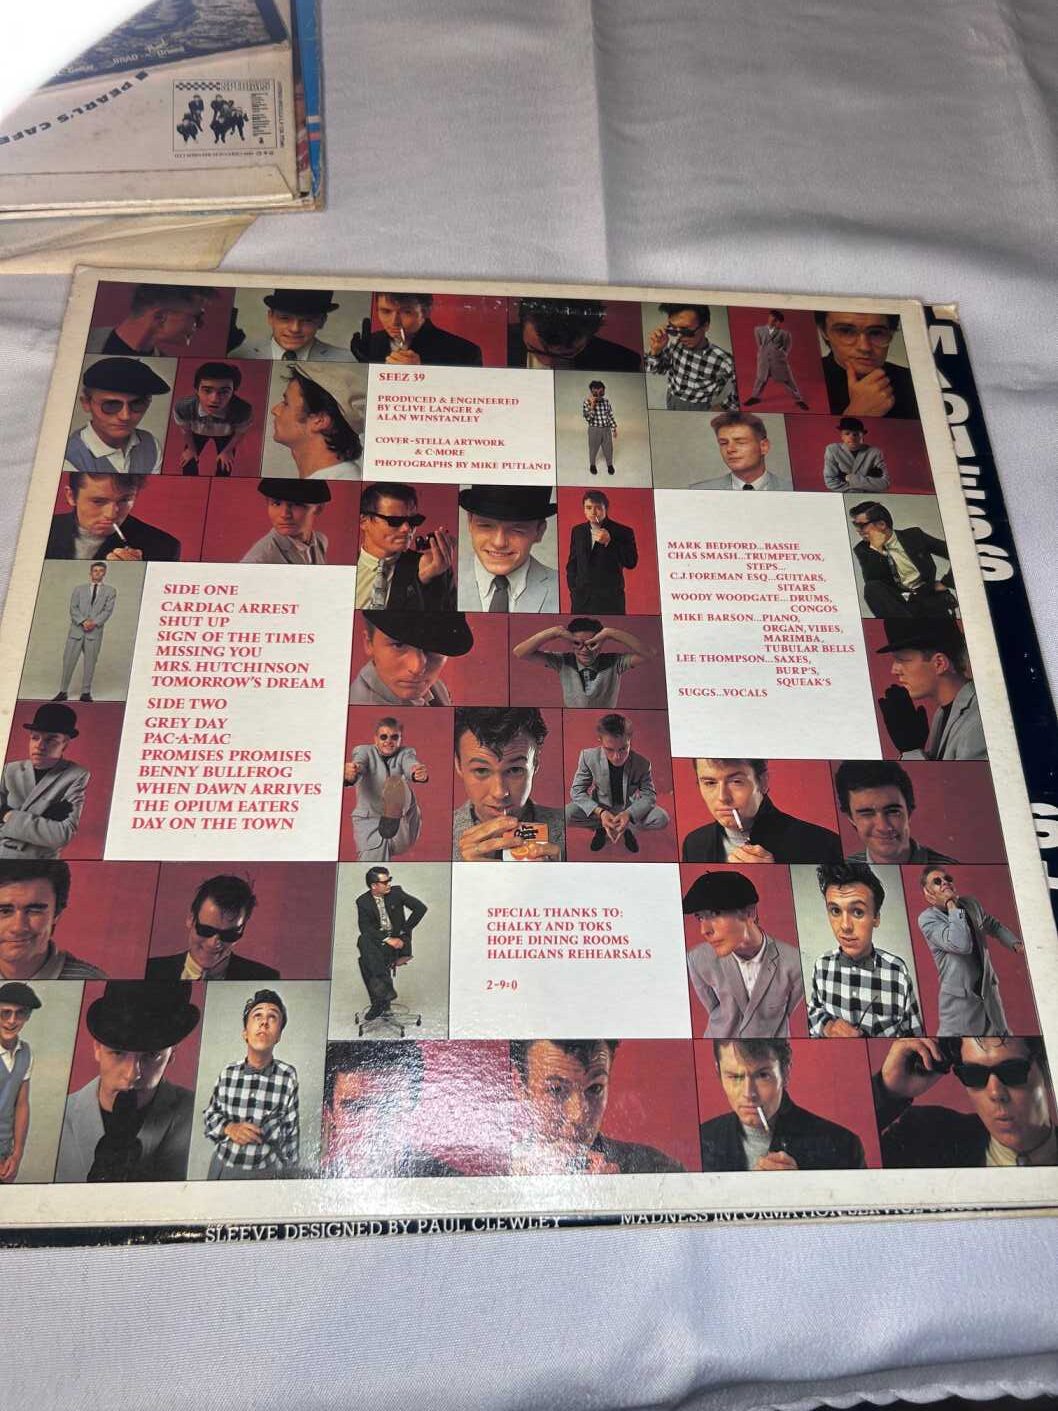 PEARL'S CAFE
SPECIALS
SEEZ 39
PRODUCED & ENGINEERED
BY CLIVE LANGER &
ALAN WINSTANLEY
COVER-STELLA ARTWORK
& C-MORE
PHOTOGRAPHS BY MIKE PUTLAND
MARK BEDFORD...BASSIE
CHAS SMASH...TRUMPET, VOX,
STEPS...
C.J. FOREMAN ESQ...GUITARS,
SITARS
WOODY WOODGATE...DRUMS,
CONGOS
MIKE BARSON...PIANO,
ORGAN, VIBES,
MARIMBA,
TUBULAR BELLS
LEE THOMPSON...SAXES,
BURP'S,
SQUEAK'S
SUGGS...VOCALS
SIDE ONE
CARDIAC ARREST
SHUT UP
SIGN OF THE TIMES
MISSING YOU
MRS. HUTCHINSON
TOMORROW'S DREAM
SIDE TWO
GREY DAY
PAC-A-MAC
PROMISES PROMISES
BENNY BULLFROG
WHEN DAWN ARRIVES
THE OPIUM EATERS
DAY ON THE TOWN
SPECIAL THANKS TO:
CHALKY AND TOKS
HOPE DINING ROOMS
HALLIGANS REHEARSALS
2-9=0
SLEEVE DESIGNED BY PAUL CLEWLEY
MADNESS INFORMATION SERVICE